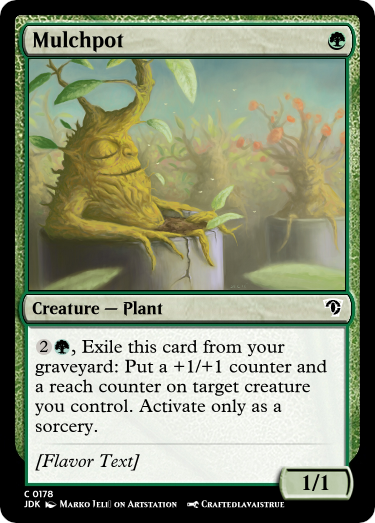 Mulchpot
Creature — Plant
2, Exile this card from your
graveyard: Put a +1/+1 counter and
a reach counter on target creature
you control. Activate only as a
sorcery.
[Flavor Text]
1/1
C 0178
JDK Marko on Artstation Craftedlavaistrue